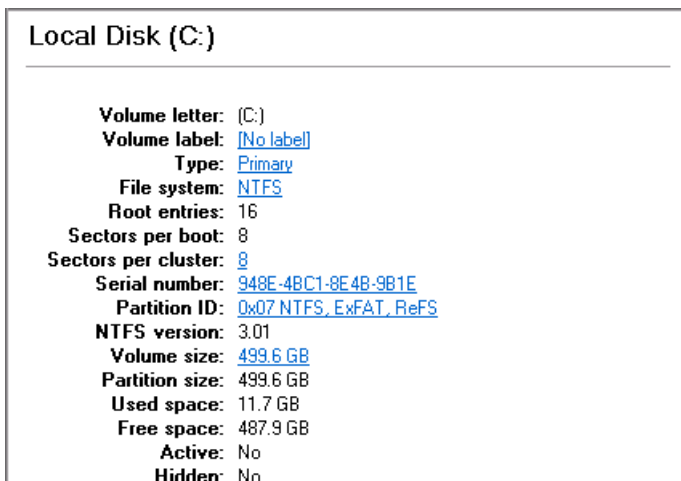 Local Disk (C:)
Volume letter: (C:)
Volume label: [No label]
Type: Primary
File system: NTFS
Root entries: 16
Sectors per boot: 8
Sectors per cluster: 8
Serial number: 948E-4BC1-8E4B-9B1E
Partition ID: 0x07 NTFS, ExFAT, ReFS
NTFS version: 3.01
Volume size: 499.6 GB
Partition size: 499.6 GB
Used space: 11.7 GB
Free space: 487.9 GB
Active: No
Hidden: No